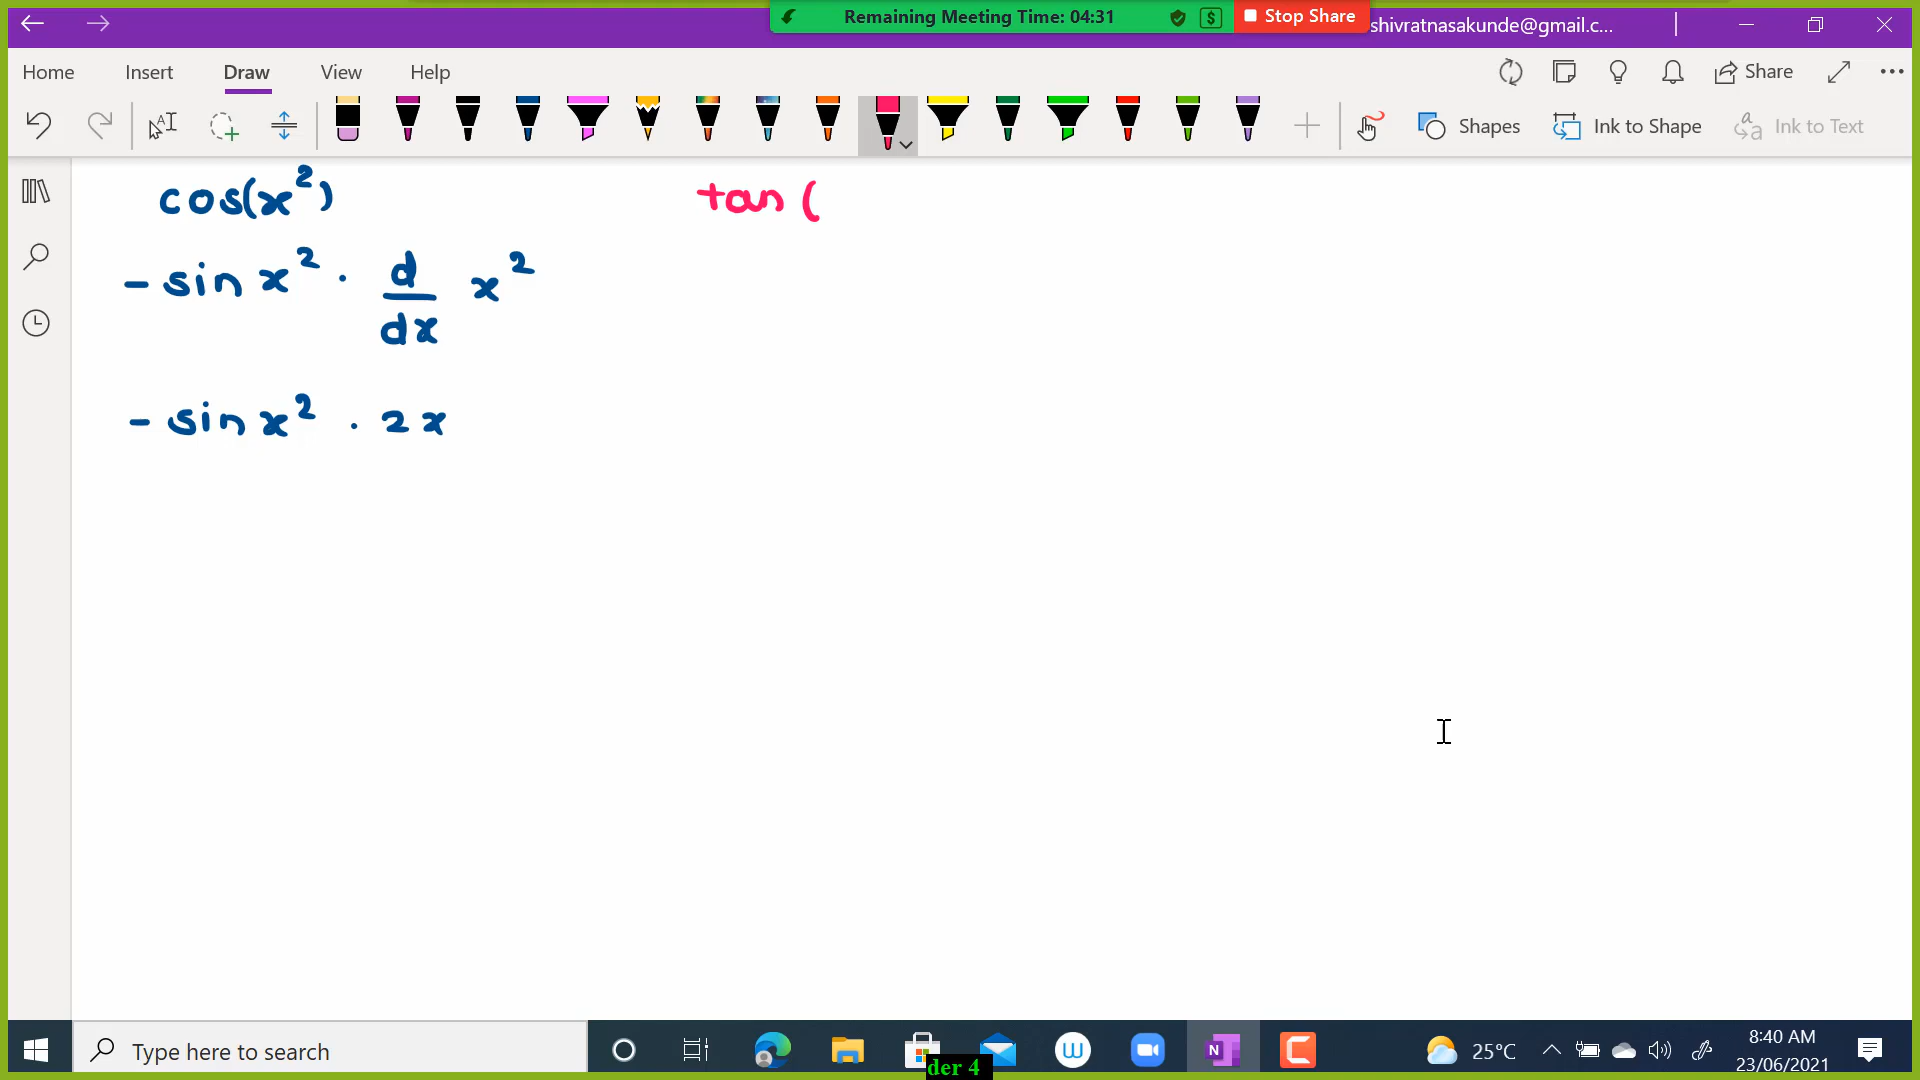 Remaining Meeting Time: 04:31
$
Stop Share
shivratnasakunde@gmail.c...
Home
Insert
Draw
View
Help
Share
Shapes
Ink to Shape
Ink to Text
cos(x²)
tan (
- sin x² · d/dx x²
- sin x² · 2x
Type here to search
der 4
25°C
8:40 AM
23/06/2021